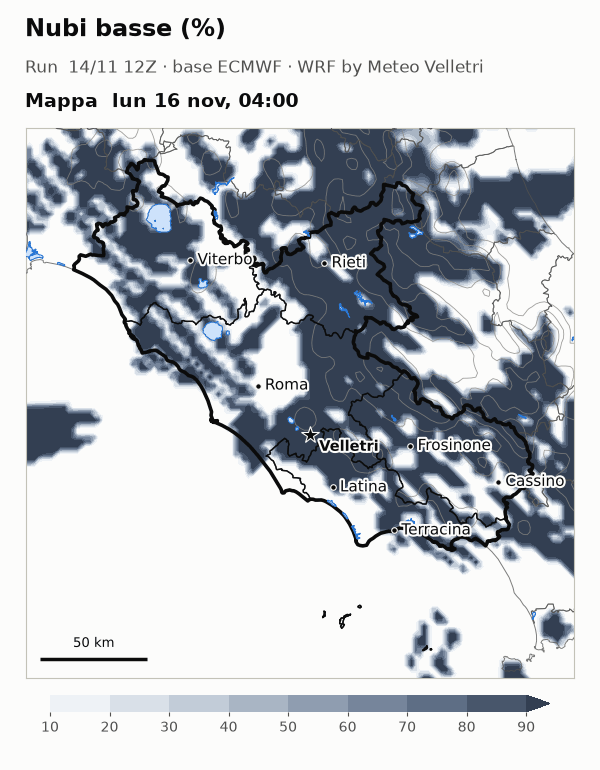 Nubi basse (%)
Run  14/11 12Z · base ECMWF · WRF by Meteo Velletri
Mappa  lun 16 nov, 04:00
Viterbo
Rieti
Roma
Velletri
Frosinone
Cassino
Latina
Terracina
50 km
10 20 30 40 50 60 70 80 90